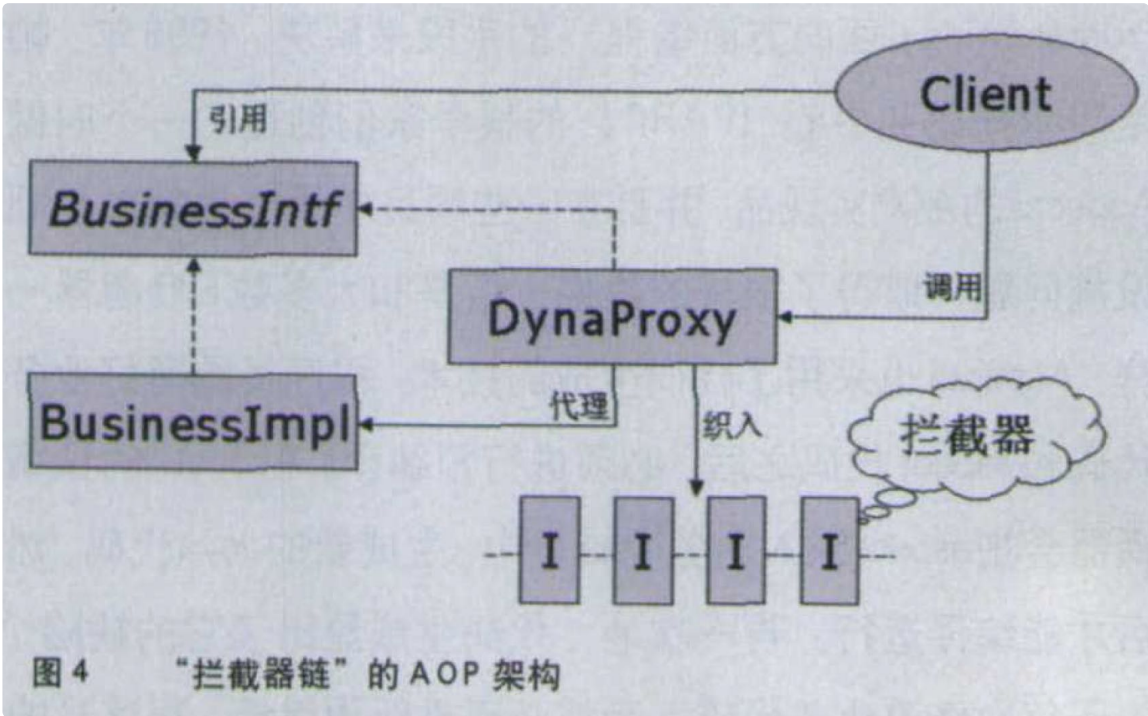 Client
引用
BusinessIntf
调用
DynaProxy
BusinessImpl
代理
织入
拦截器
I I I I
图 4 “拦截器链”的 AOP 架构